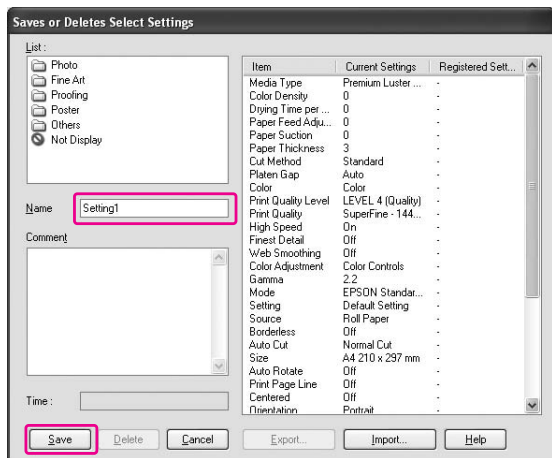 Saves or Deletes Select Settings
List :
Photo
Fine Art
Proofing
Poster
Others
Not Display
Name Setting1
Comment
Time :
Item Current Settings Registered Sett...
Media Type Premium Luster ... -
Color Density 0 -
Drying Time per ... 0 -
Paper Feed Adju... 0 -
Paper Suction 0 -
Paper Thickness 3 -
Cut Method Standard -
Platen Gap Auto -
Color Color -
Print Quality Level LEVEL 4 (Quality) -
Print Quality SuperFine - 144... -
High Speed On -
Finest Detail Off -
Web Smoothing Off -
Color Adjustment Color Controls -
Gamma 2.2 -
Mode EPSON Standar... -
Setting Default Setting -
Source Roll Paper -
Borderless Off -
Auto Cut Normal Cut -
Size A4 210 x 297 mm -
Auto Rotate Off -
Print Page Line Off -
Centered Off -
Orientation Portrait -
Save Delete Cancel Export... Import... Help